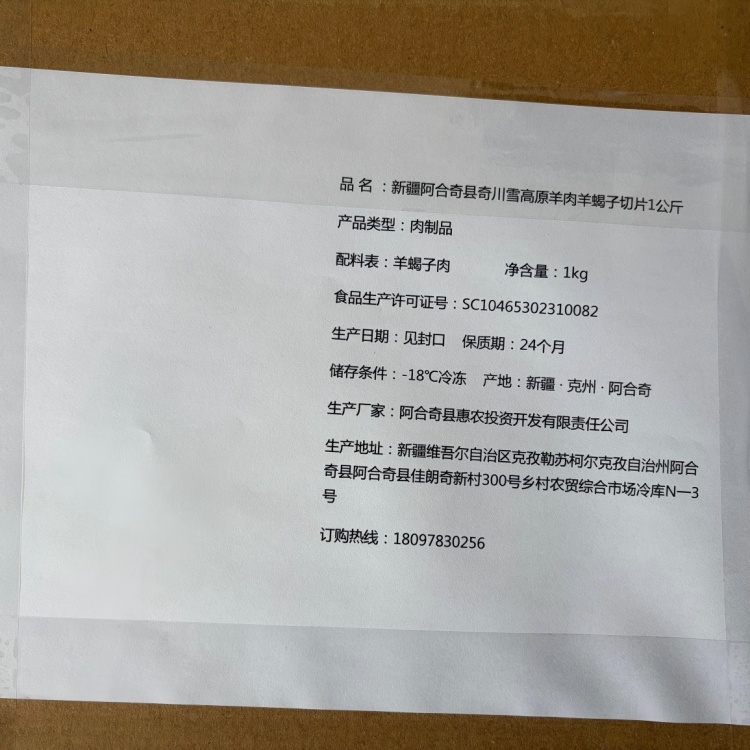 品 名 ：新疆阿合奇县奇川雪高原羊肉羊蝎子切片1公斤
产品类型：肉制品
配料表：羊蝎子肉 净含量：1kg
食品生产许可证号：SC10465302310082
生产日期：见封口 保质期：24个月
储存条件：-18℃冷冻 产地：新疆·克州·阿合奇
生产厂家：阿合奇县惠农投资开发有限责任公司
生产地址：新疆维吾尔自治区克孜勒苏柯尔克孜自治州阿合
奇县阿合奇县佳朗奇新村300号乡村农贸综合市场冷库N一3
号
订购热线：18097830256